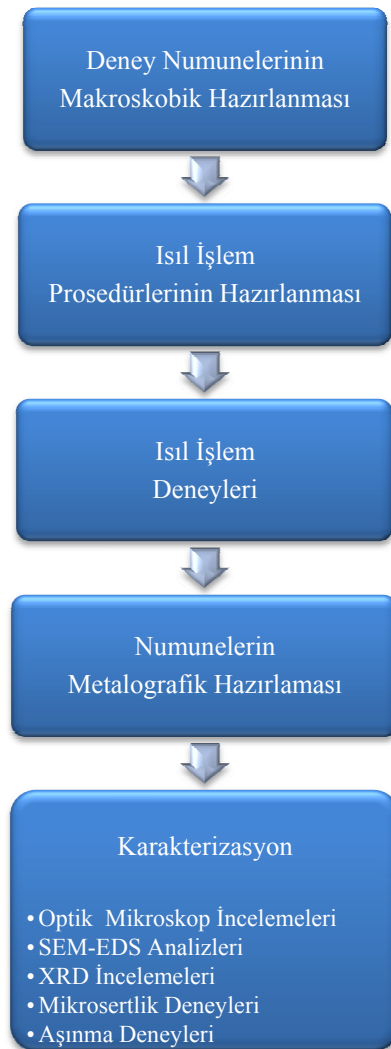 Deney Numunelerinin
Makroskobik Hazırlanması
Isıl İşlem
Prosedürlerinin Hazırlanması
Isıl İşlem
Deneyleri
Numunelerin
Metalografik Hazırlaması
Karakterizasyon
• Optik Mikroskop İncelemeleri
• SEM-EDS Analizleri
• XRD İncelemeleri
• Mikrosertlik Deneyleri
• Aşınma Deneyleri